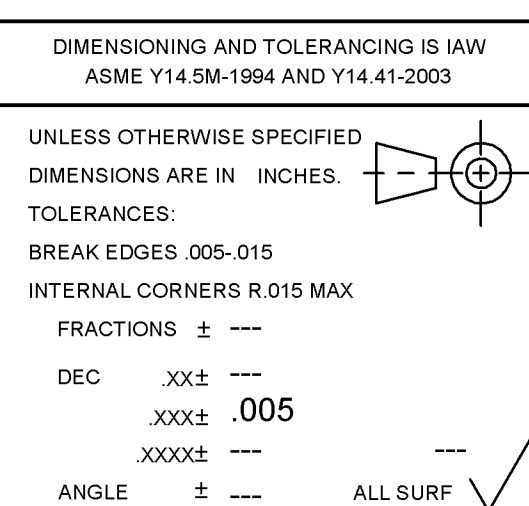 DIMENSIONING AND TOLERANCING IS IAW
ASME Y14.5M-1994 AND Y14.41-2003
UNLESS OTHERWISE SPECIFIED
DIMENSIONS ARE IN INCHES.
TOLERANCES:
BREAK EDGES .005-.015
INTERNAL CORNERS R.015 MAX
FRACTIONS ± ---
DEC .XX± ---
.XXX± .005
.XXXX± --- ---
ANGLE ± --- ALL SURF